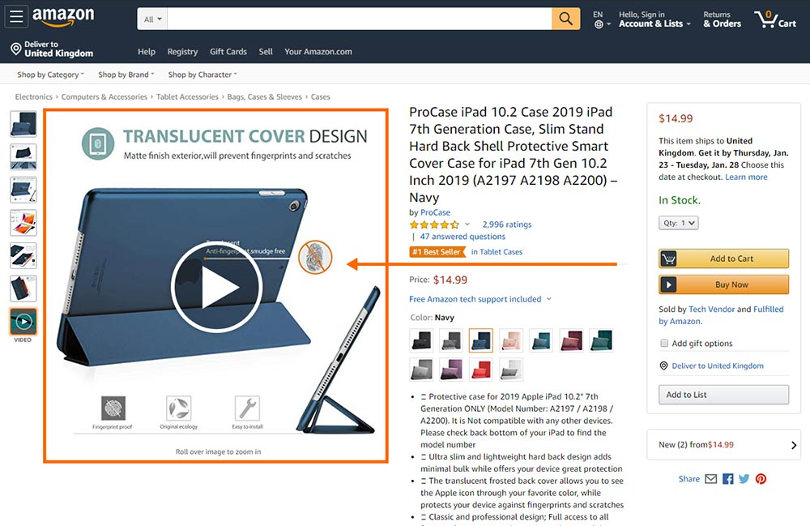 amazon
All
EN
Hello, Sign in
Account & Lists
Returns
& Orders
0
Cart
Deliver to
United Kingdom
Help Registry Gift Cards Sell Your Amazon.com
Shop by Category Shop by Brand Shop by Character
Electronics › Computers & Accessories › Tablet Accessories › Bags, Cases & Sleeves › Cases
TRANSLUCENT COVER DESIGN
Matte finish exterior,will prevent fingerprints and scratches
Anti-fingerprint smudge free
Fingerprint proof
Original ecology
Easy-to-install
Roll over image to zoom in
VIDEO
ProCase iPad 10.2 Case 2019 iPad
7th Generation Case, Slim Stand
Hard Back Shell Protective Smart
Cover Case for iPad 7th Gen 10.2
Inch 2019 (A2197 A2198 A2200) –
Navy
by ProCase
2,996 ratings
| 47 answered questions
#1 Best Seller in Tablet Cases
Price: $14.99
Free Amazon tech support included
Color: Navy
• Protective case for 2019 Apple iPad 10.2" 7th
Generation ONLY (Model Number: A2197 / A2198 /
A2200). It is Not compatible with any other devices.
Please check back bottom of your iPad to find the
model number
• Ultra slim and lightweight hard back design adds
minimal bulk while offers your device great protection
• The translucent frosted back cover allows you to see
the Apple icon through your favorite color, while
protects your device against fingerprints and scratches
• Classic and professional design; Full access to all
$14.99
This item ships to United
Kingdom. Get it by Thursday, Jan.
23 - Tuesday, Jan. 28 Choose this
date at checkout. Learn more
In Stock.
Qty: 1
Add to Cart
Buy Now
Sold by Tech Vendor and Fulfilled
by Amazon.
Add gift options
Deliver to United Kingdom
Add to List
New (2) from $14.99
Share